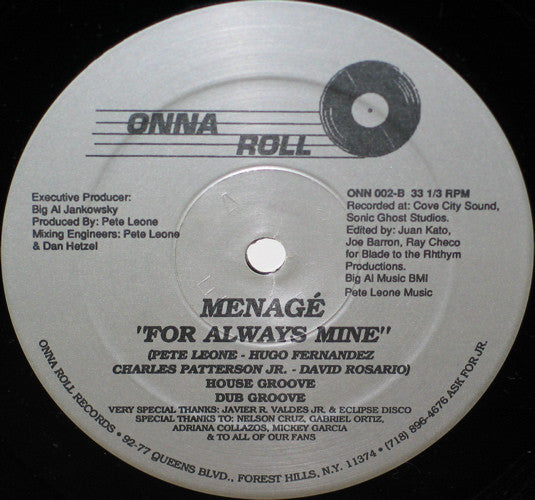 ONNA
ROLL
Executive Producer:
Big Al Jankowsky
Produced By: Pete Leone
Mixing Engineers: Pete Leone
& Dan Hetzel
ONN 002-B 33 1/3 RPM
Recorded at: Cove City Sound,
Sonic Ghost Studios.
Edited by: Juan Kato,
Joe Barron, Ray Checo
for Blade to the Rhthym
Productions.
Big Al Music BMI
Pete Leone Music
MENAGÉ
"FOR ALWAYS MINE"
(PETE LEONE - HUGO FERNANDEZ
CHARLES PATTERSON JR. - DAVID ROSARIO)
HOUSE GROOVE
DUB GROOVE
VERY SPECIAL THANKS: JAVIER R. VALDES JR. & ECLIPSE DISCO
SPECIAL THANKS TO: NELSON CRUZ, GABRIEL ORTIZ,
ADRIANA COLLAZOS, MICKEY GARCIA
& TO ALL OF OUR FANS
ONNA ROLL RECORDS • 92-77 QUEENS BLVD., FOREST HILLS, N.Y. 11374 • (718) 896-4676 ASK FOR JR.